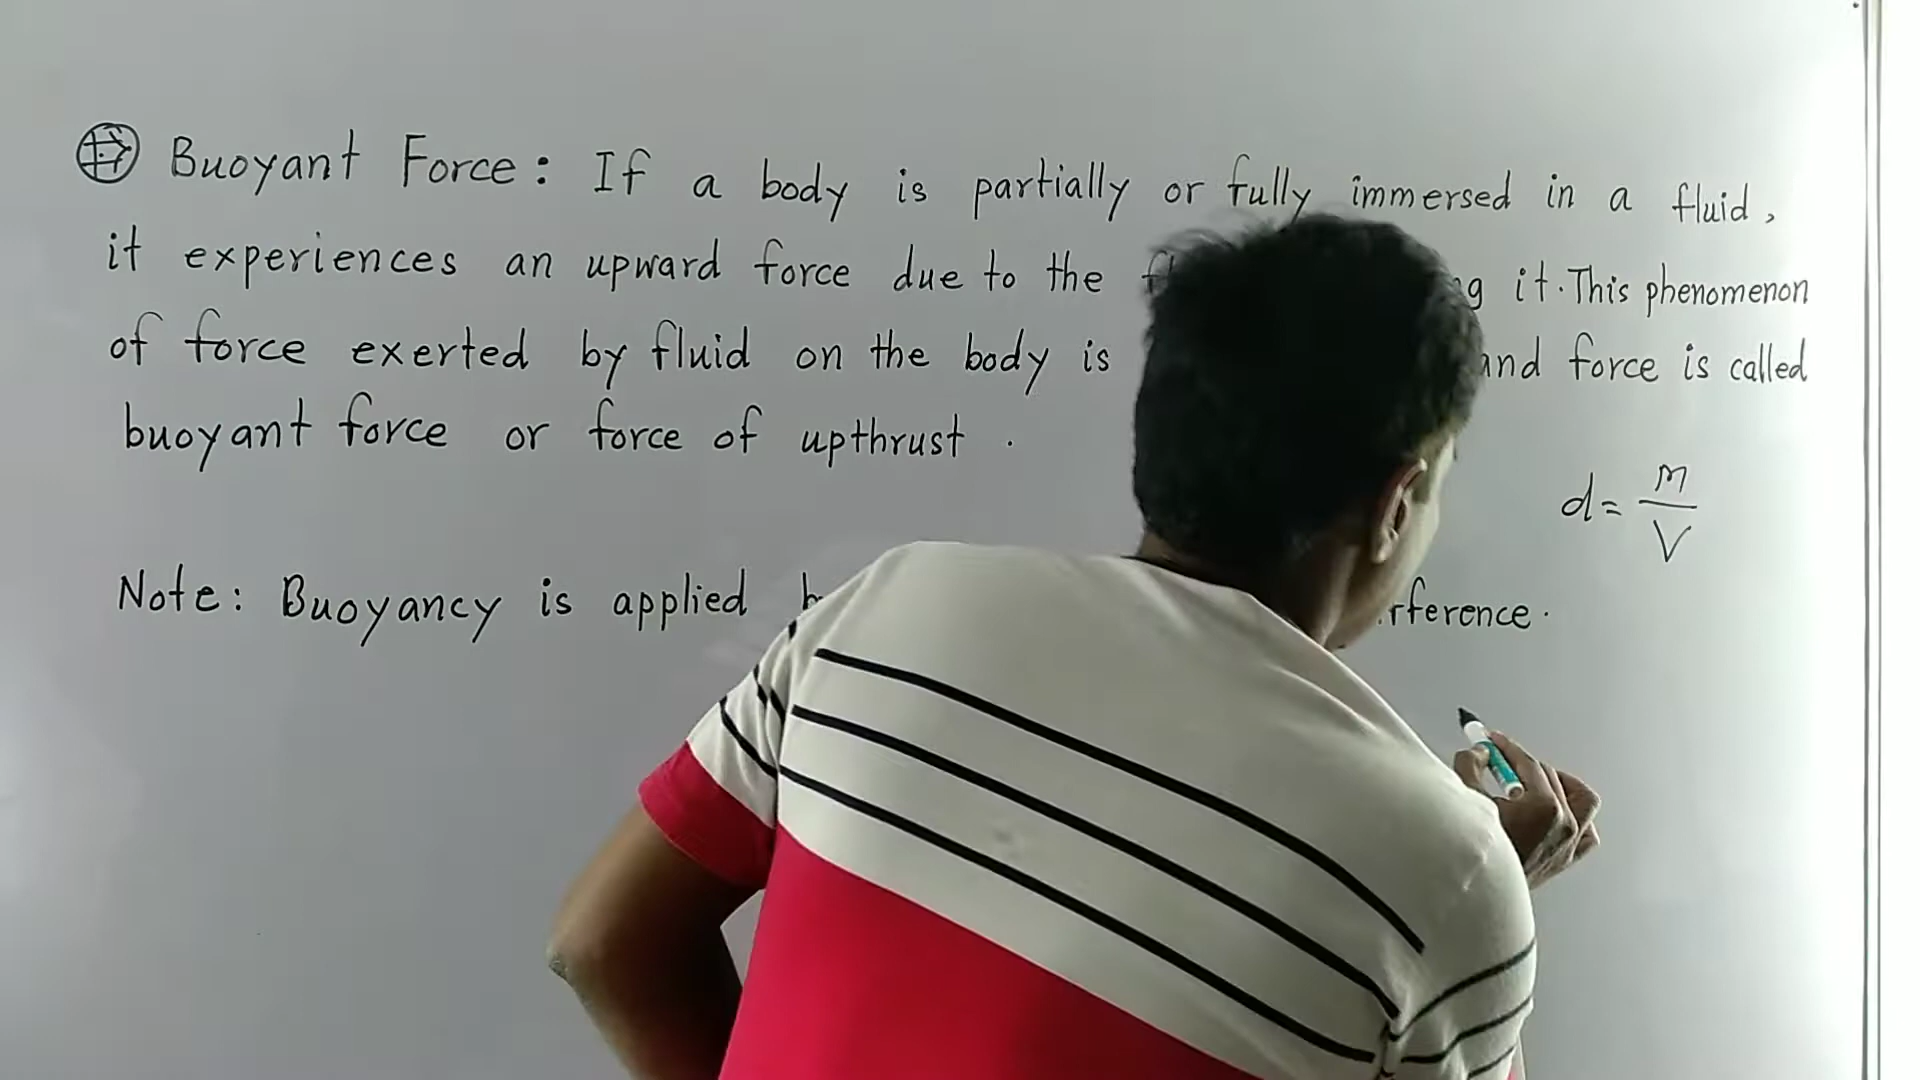 Buoyant Force: If a body is partially or fully immersed in a fluid,
it experiences an upward force due to the it. This phenomenon
of force exerted by fluid on the body is and force is called
buoyant force or force of upthrust.
d = m/V
Note: Buoyancy is applied